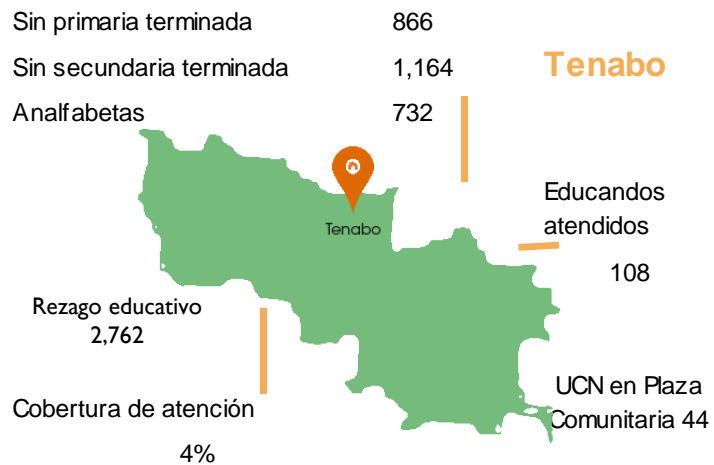 Sin primaria terminada 866
Sin secundaria terminada 1,164
Tenabo
Analfabetas 732
Tenabo
Educandos
atendidos
108
Rezago educativo
2,762
Cobertura de atención
4%
UCN en Plaza
Comunitaria 44